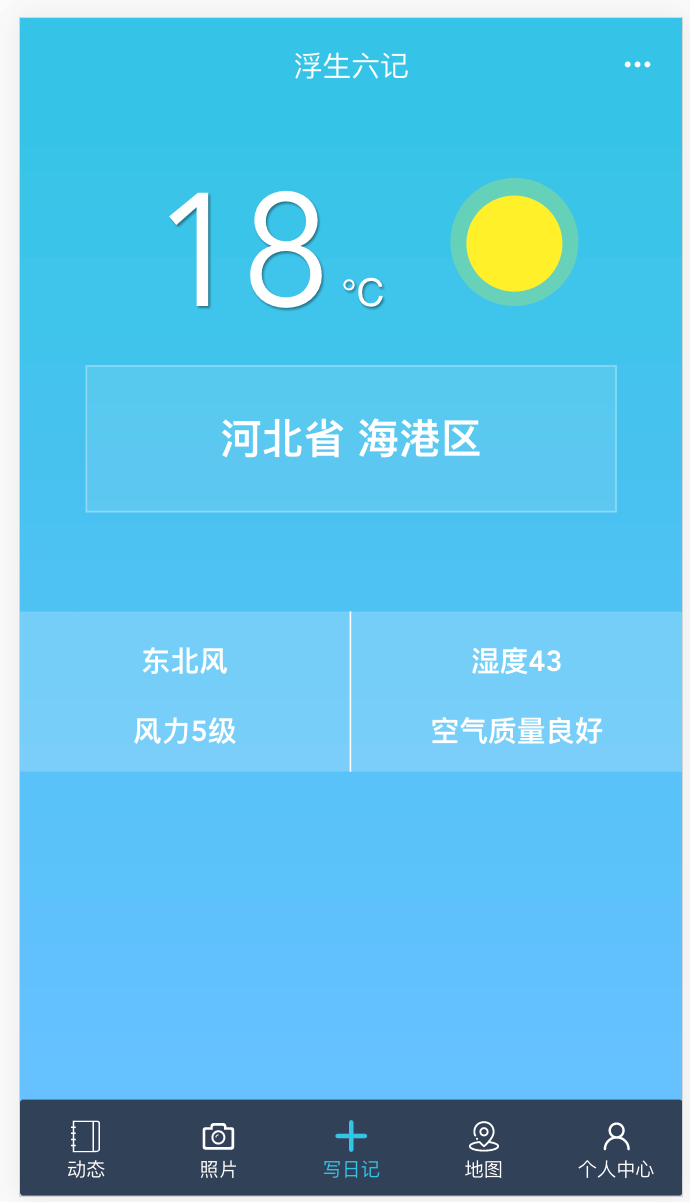 浮生六记
18 °C
河北省 海港区
东北风
风力5级
湿度43
空气质量良好
动态
照片
写日记
地图
个人中心